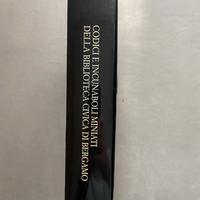 CODICI E INCUNABOLI MINIATI
DELLA BIBLIOTECA CIVICA DI BERGAMO